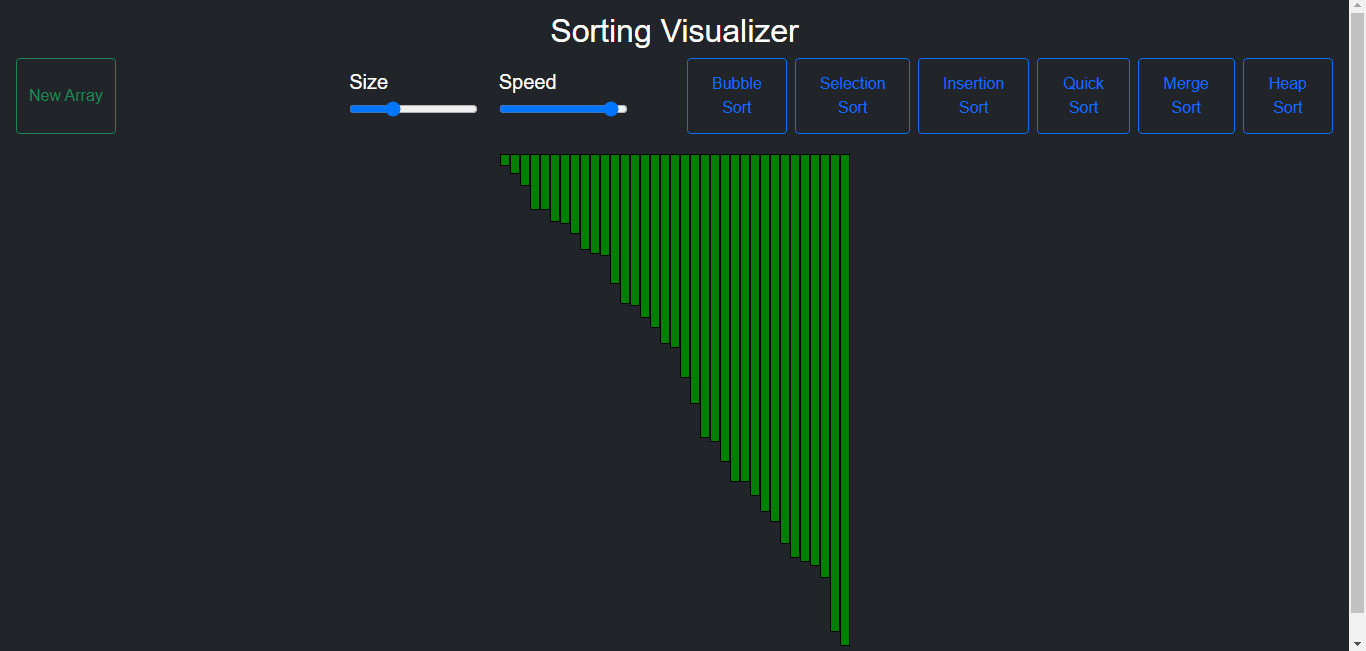 Sorting Visualizer
New Array
Size
Speed
Bubble
Sort
Selection
Sort
Insertion
Sort
Quick
Sort
Merge
Sort
Heap
Sort